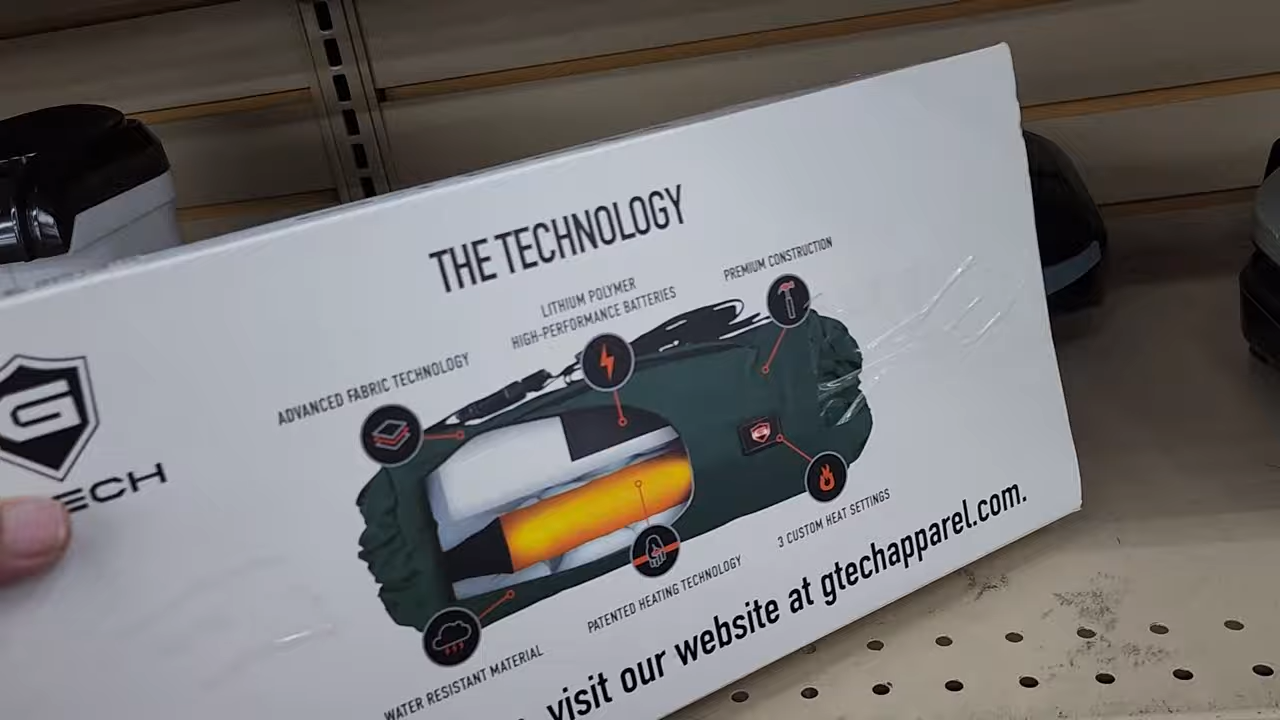 THE TECHNOLOGY
LITHIUM POLYMER
HIGH-PERFORMANCE BATTERIES
PREMIUM CONSTRUCTION
ADVANCED FABRIC TECHNOLOGY
G
ECH
3 CUSTOM HEAT SETTINGS
PATENTED HEATING TECHNOLOGY
WATER RESISTANT MATERIAL
visit our website at gtechapparel.com.